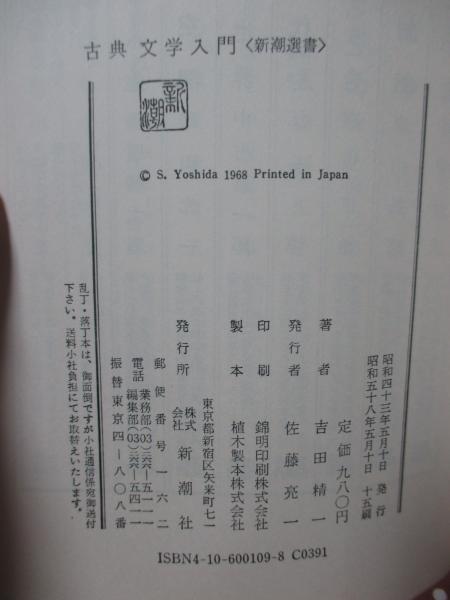 古典文学入門〈新潮選書〉
新潮
© S. Yoshida 1968 Printed in Japan
昭和四十三年五月十日 発行
昭和五十八年五月十日 十五刷
定価九八〇円
著者 吉田精一
発行者 佐藤亮一
印刷 錦明印刷株式会社
製本 植木製本株式会社
発行所 株式会社 新潮社
東京都新宿区矢来町七一
郵便番号一六二
電話 業務部(03)二六六―五一一一
編集部(03)二六六―五四一一
振替東京四―八〇八番
乱丁・落丁本は、御面倒ですが小社通信係宛御送付
下さい。送料小社負担にてお取替えいたします。
ISBN4-10-600109-8 C0391